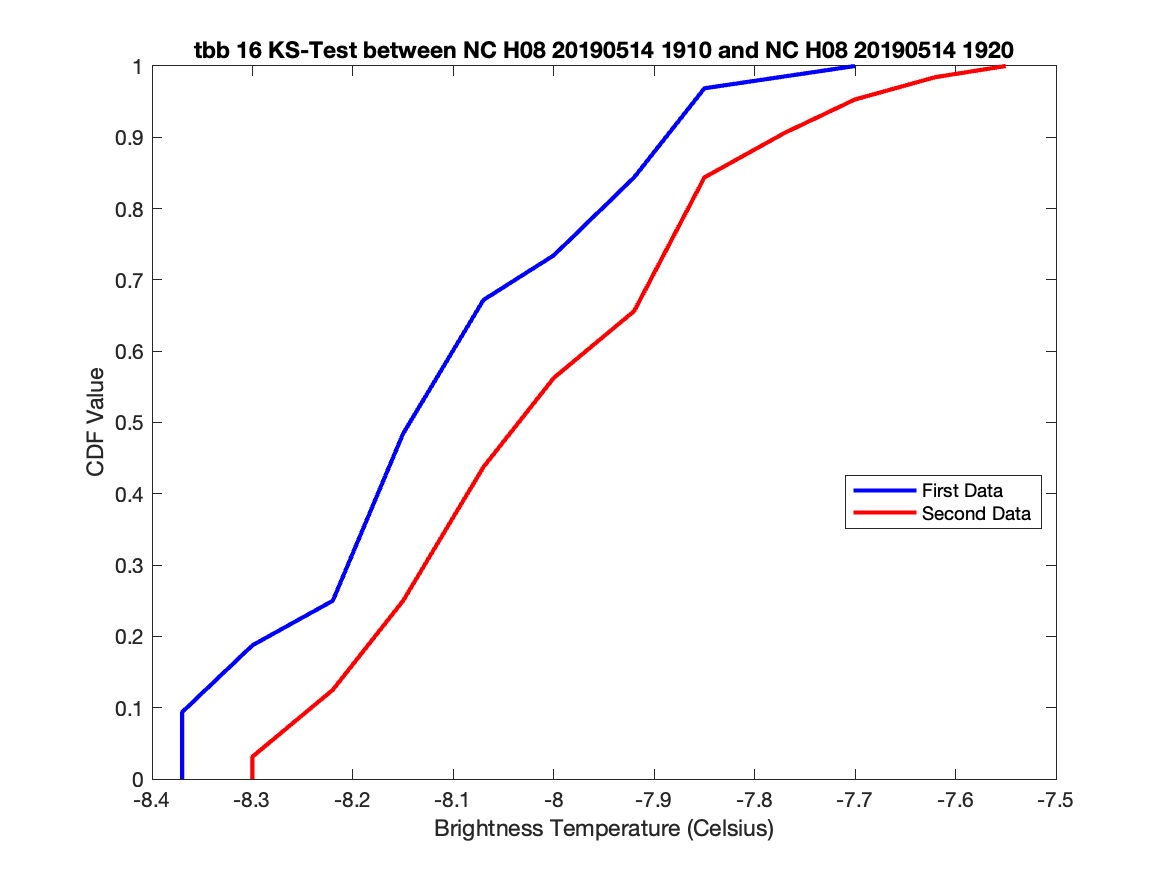 tbb 16 KS-Test between NC H08 20190514 1910 and NC H08 20190514 1920
1
0.9
0.8
0.7
0.6
0.5
0.4
0.3
0.2
0.1
0
CDF Value
First Data
Second Data
-8.4 -8.3 -8.2 -8.1 -8 -7.9 -7.8 -7.7 -7.6 -7.5
Brightness Temperature (Celsius)